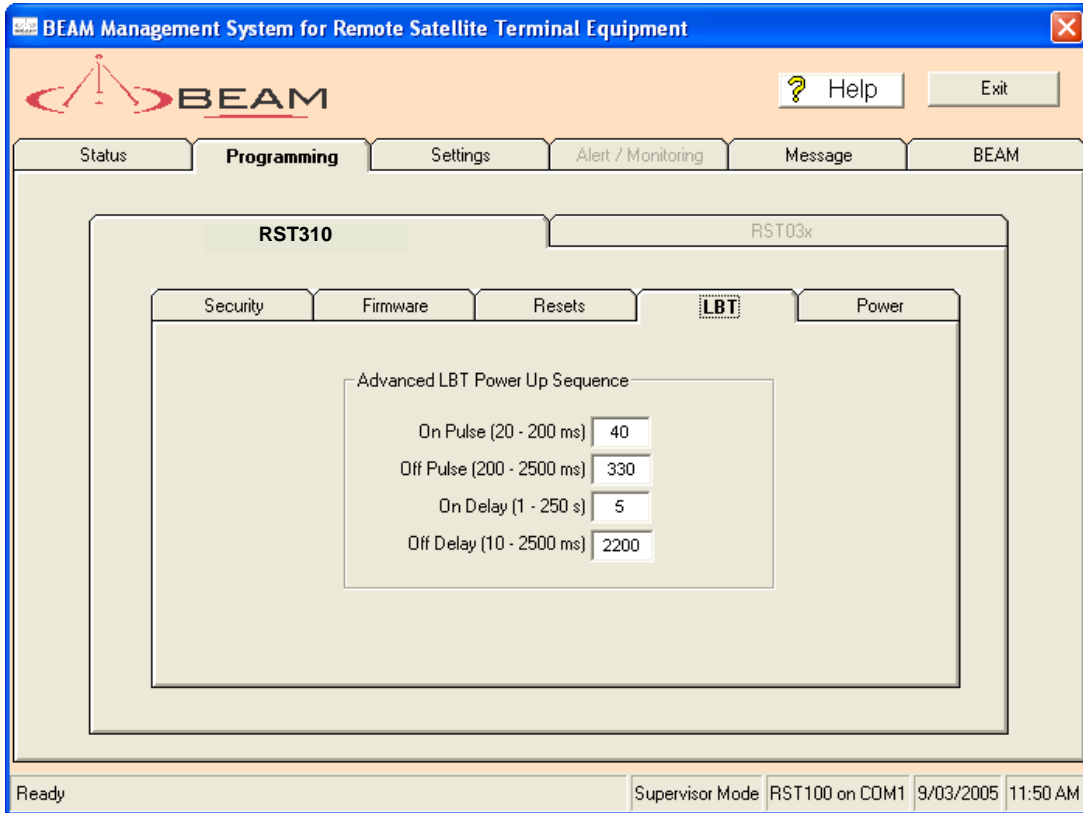 BEAM Management System for Remote Satellite Terminal Equipment
BEAM
? Help
Exit
Status Programming Settings Alert / Monitoring Message BEAM
RST310 RST03x
Security Firmware Resets LBT Power
Advanced LBT Power Up Sequence
On Pulse (20 - 200 ms) 40
Off Pulse (200 - 2500 ms) 330
On Delay (1 - 250 s) 5
Off Delay (10 - 2500 ms) 2200
Ready Supervisor Mode RST100 on COM1 9/03/2005 11:50 AM